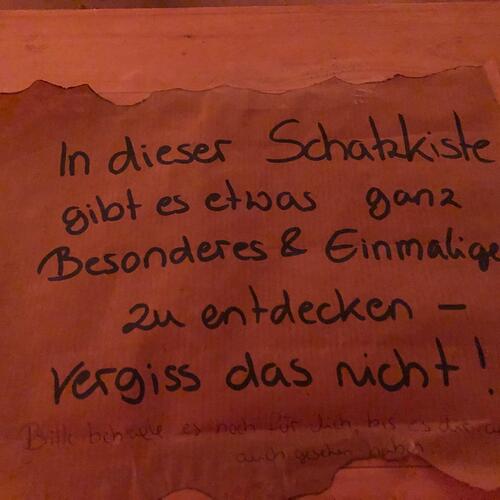 In dieser Schatzkiste
gibt es etwas ganz
Besonderes & Einmalige
zu entdecken –
vergiss das nicht!
Bitte behalte es noch für dich, bis es die
auch gesehen haben.